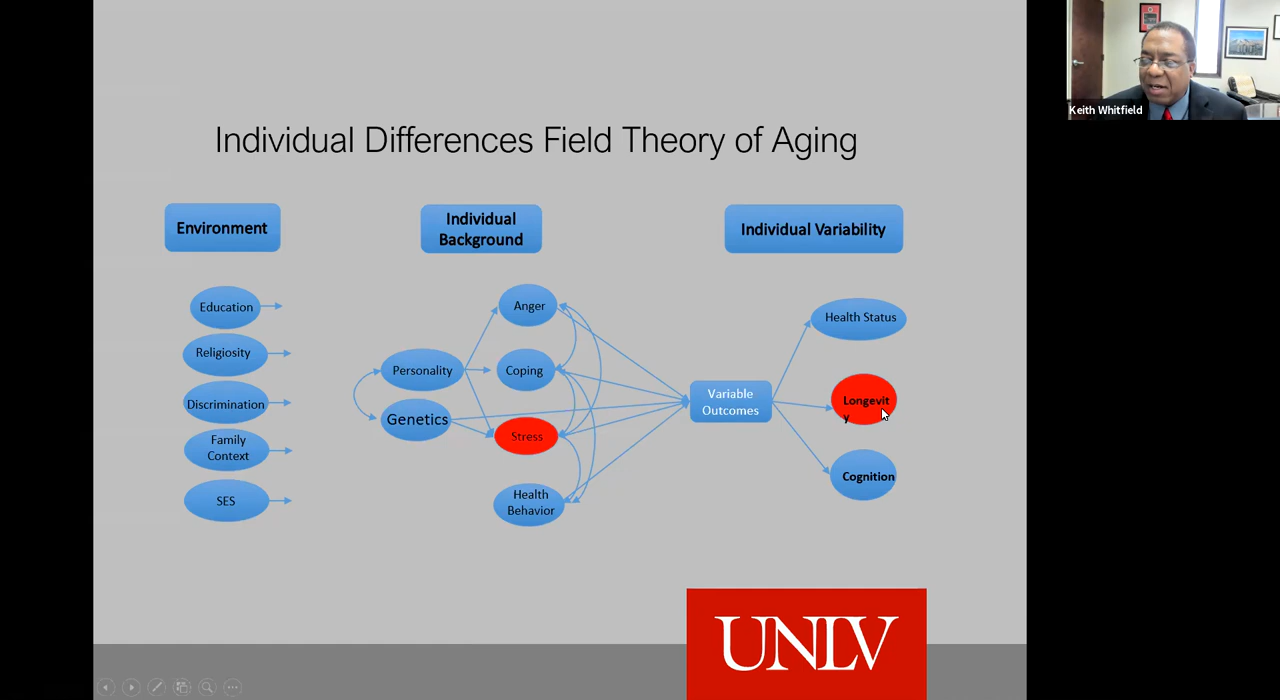 Individual Differences Field Theory of Aging
Keith Whitfield
Environment
Individual
Background
Individual Variability
Education
Religiosity
Discrimination
Family
Context
SES
Personality
Genetics
Anger
Coping
Stress
Health
Behavior
Variable
Outcomes
Health Status
Longevit
y
Cognition
UNLV